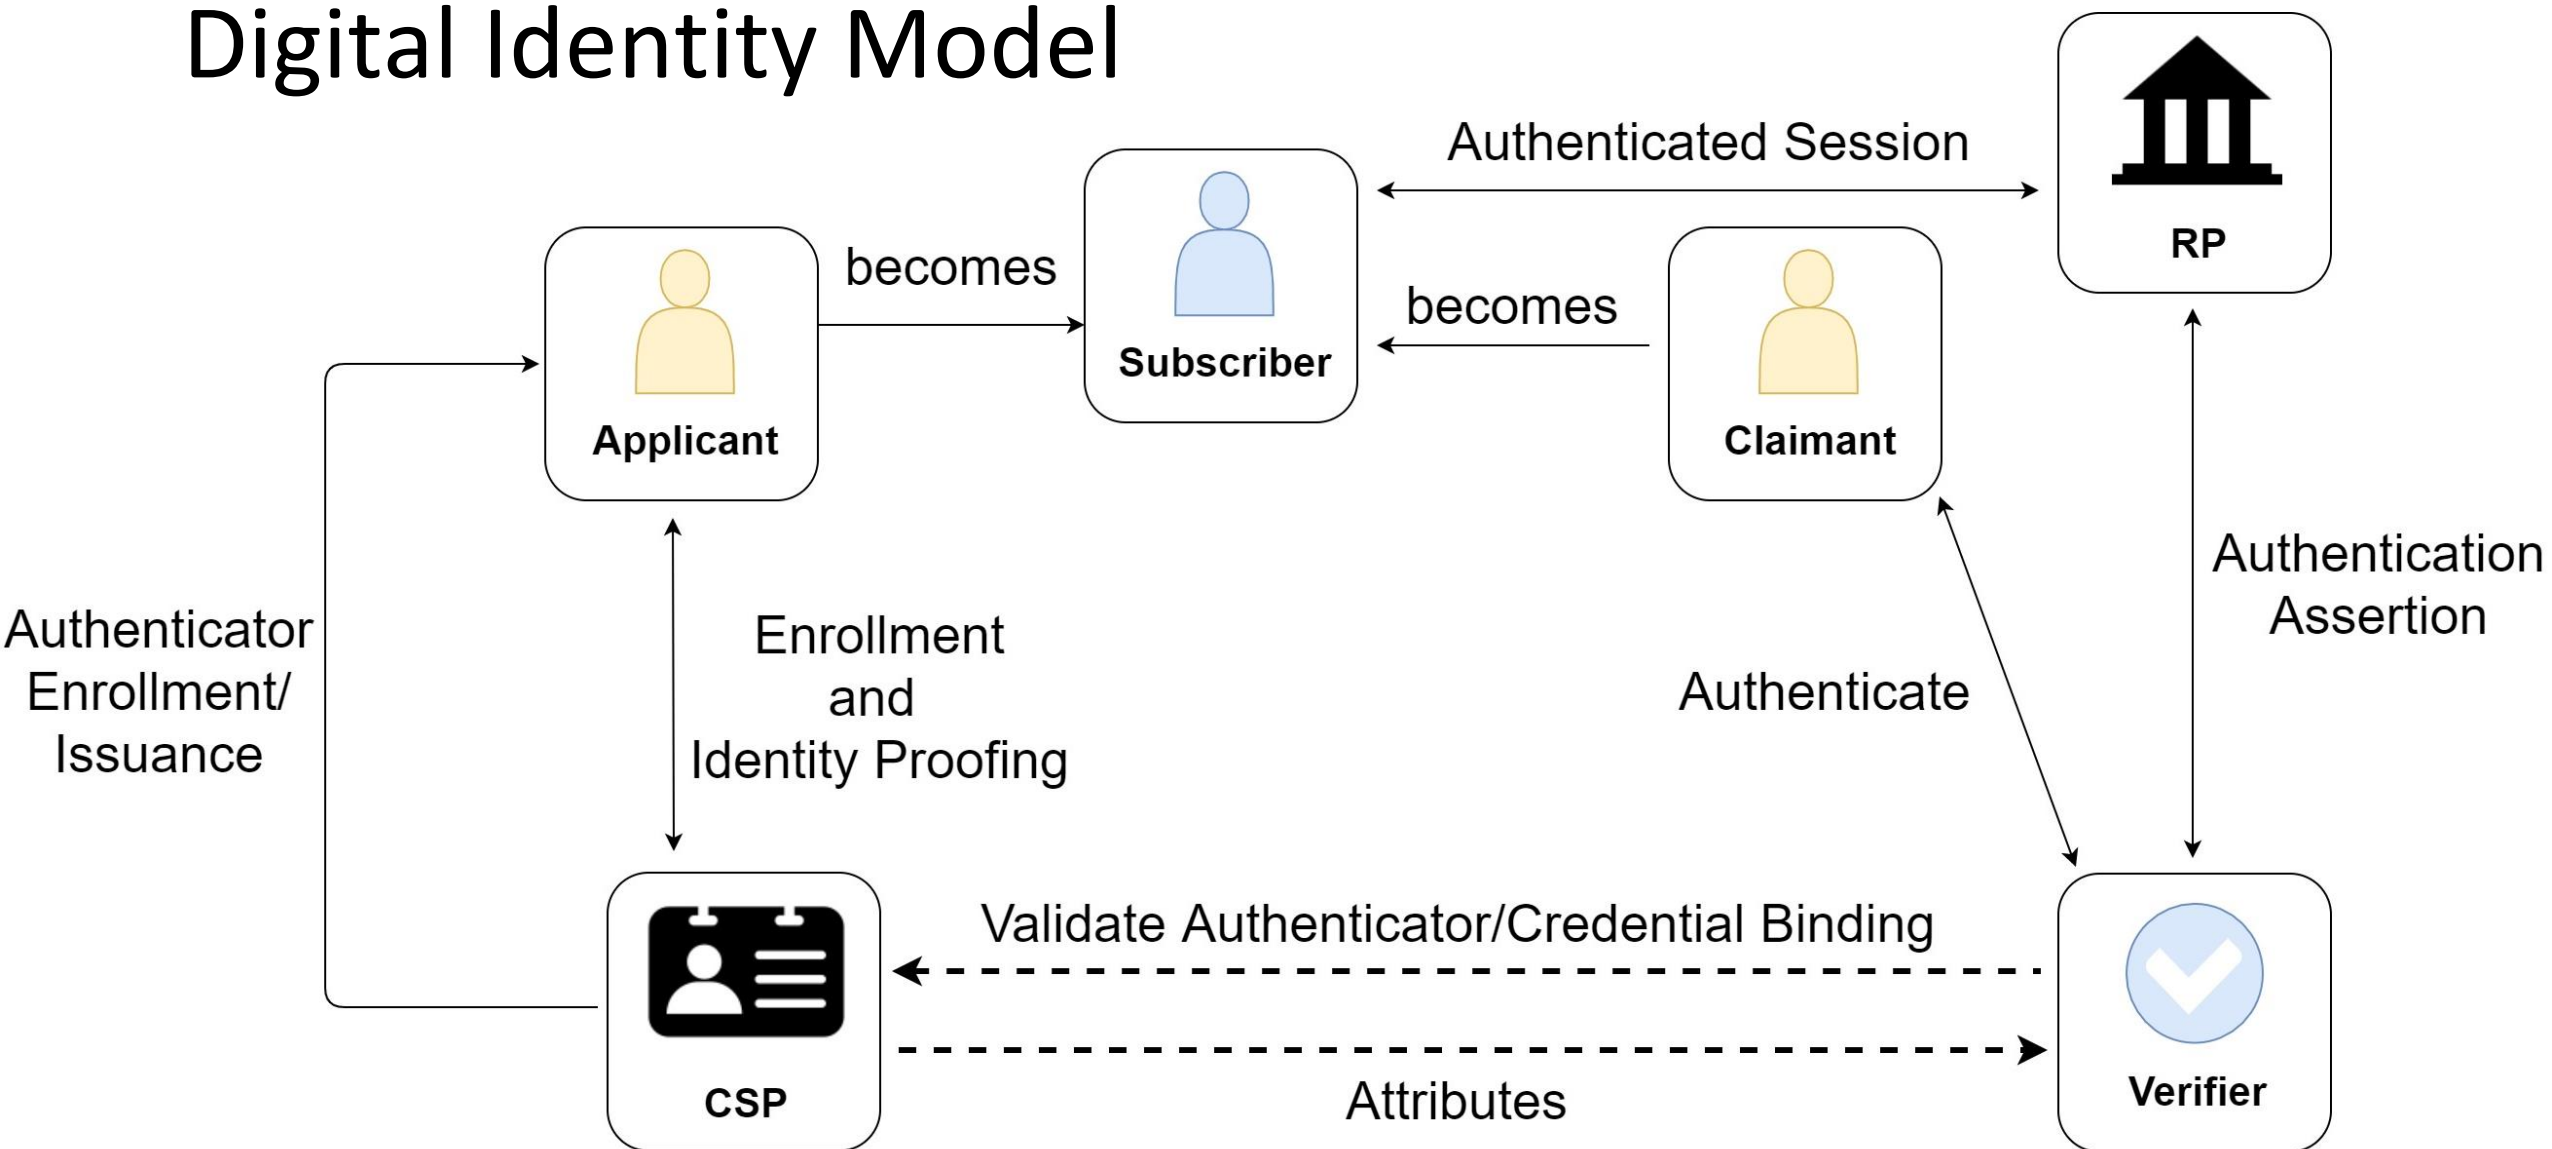 Digital Identity Model
Authenticated Session
RP
becomes
Subscriber
becomes
Applicant
Claimant
Authenticator
Enrollment/
Issuance
Enrollment
and
Identity Proofing
Authenticate
Authentication
Assertion
Validate Authenticator/Credential Binding
CSP
Attributes
Verifier